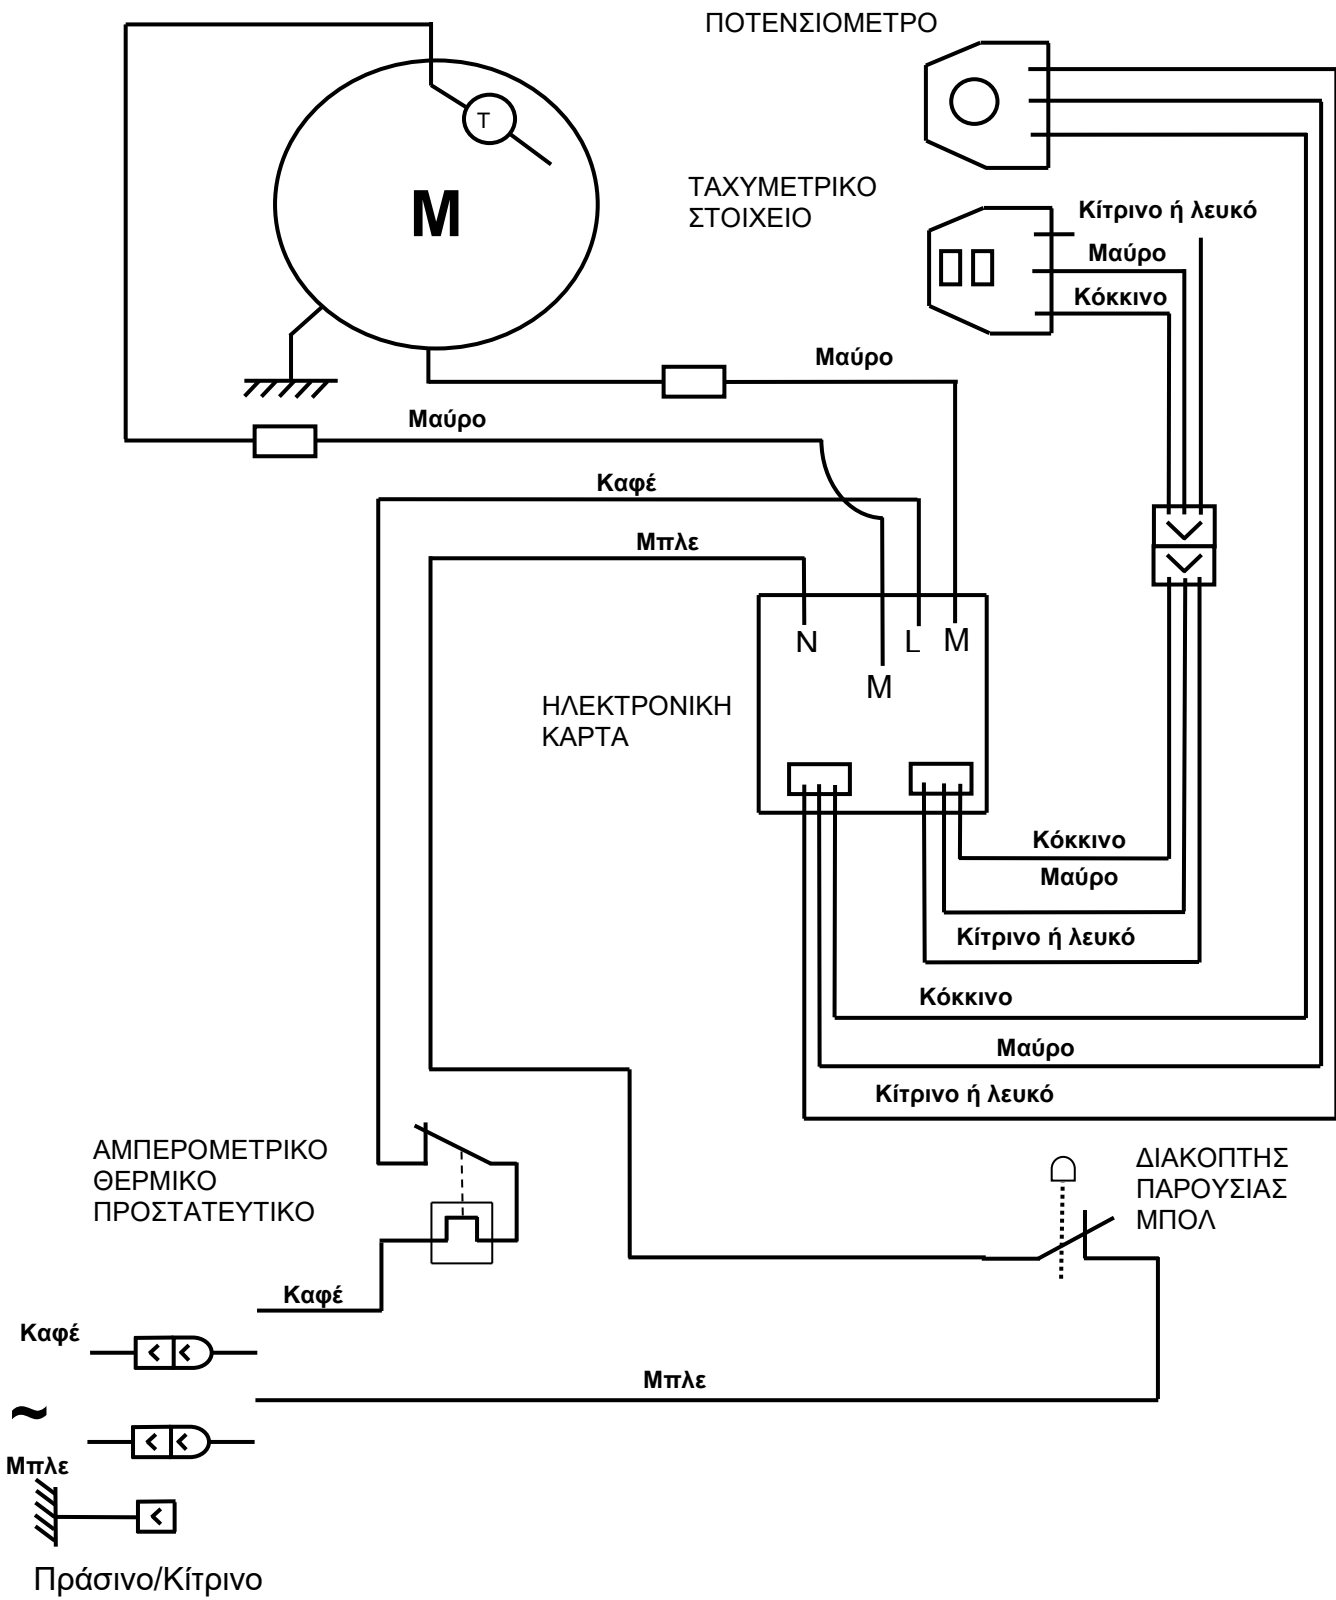 ΠΟΤΕΝΣΙΟΜΕΤΡΟ
T
M
ΤΑΧΥΜΕΤΡΙΚΟ
ΣΤΟΙΧΕΙΟ
Κίτρινο ή λευκό
Μαύρο
Κόκκινο
Μαύρο
Μαύρο
Καφέ
Μπλε
N
L
M
M
ΗΛΕΚΤΡΟΝΙΚΗ
ΚΑΡΤΑ
Κόκκινο
Μαύρο
Κίτρινο ή λευκό
Κόκκινο
Μαύρο
Κίτρινο ή λευκό
ΑΜΠΕΡΟΜΕΤΡΙΚΟ
ΘΕΡΜΙΚΟ
ΠΡΟΣΤΑΤΕΥΤΙΚΟ
ΔΙΑΚΟΠΤΗΣ
ΠΑΡΟΥΣΙΑΣ
ΜΠΟΛ
Καφέ
Καφέ
Μπλε
~
Μπλε
Πράσινο/Κίτρινο